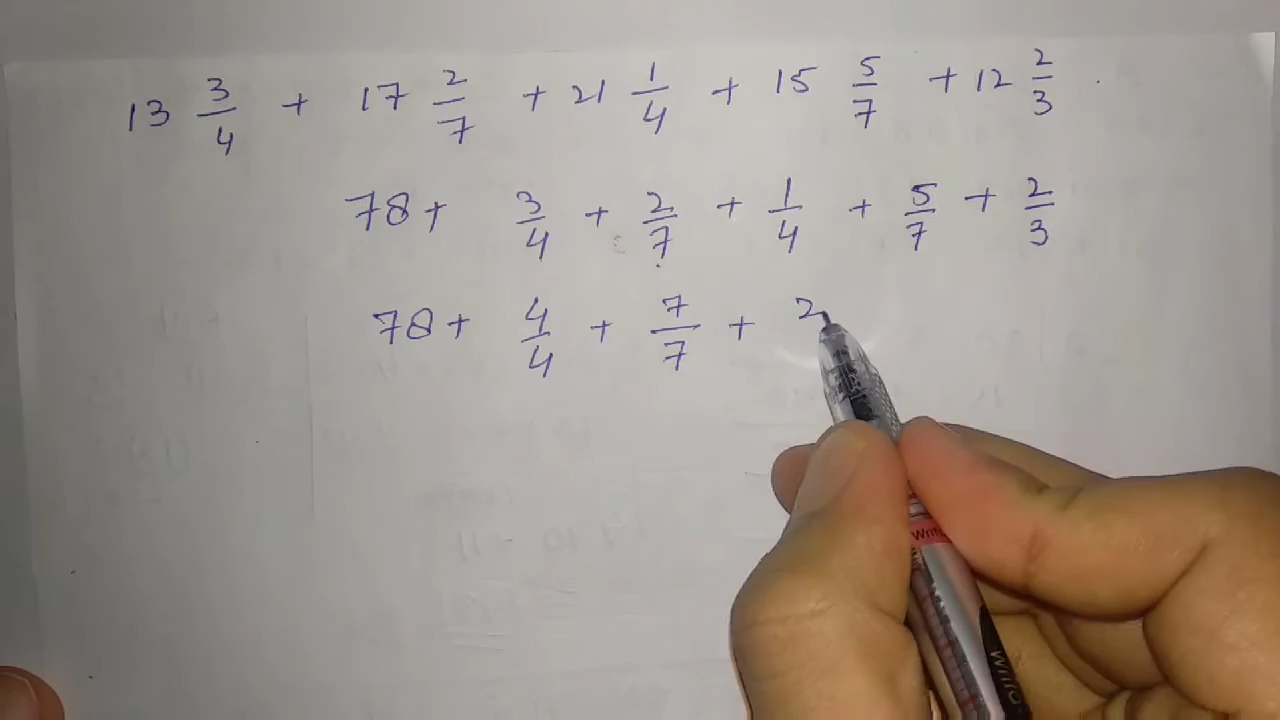 13 3/4 + 17 2/7 + 21 1/4 + 15 5/7 + 12 2/3
78 + 3/4 + 2/7 + 1/4 + 5/7 + 2/3
78 + 4/4 + 7/7 + 2
Write